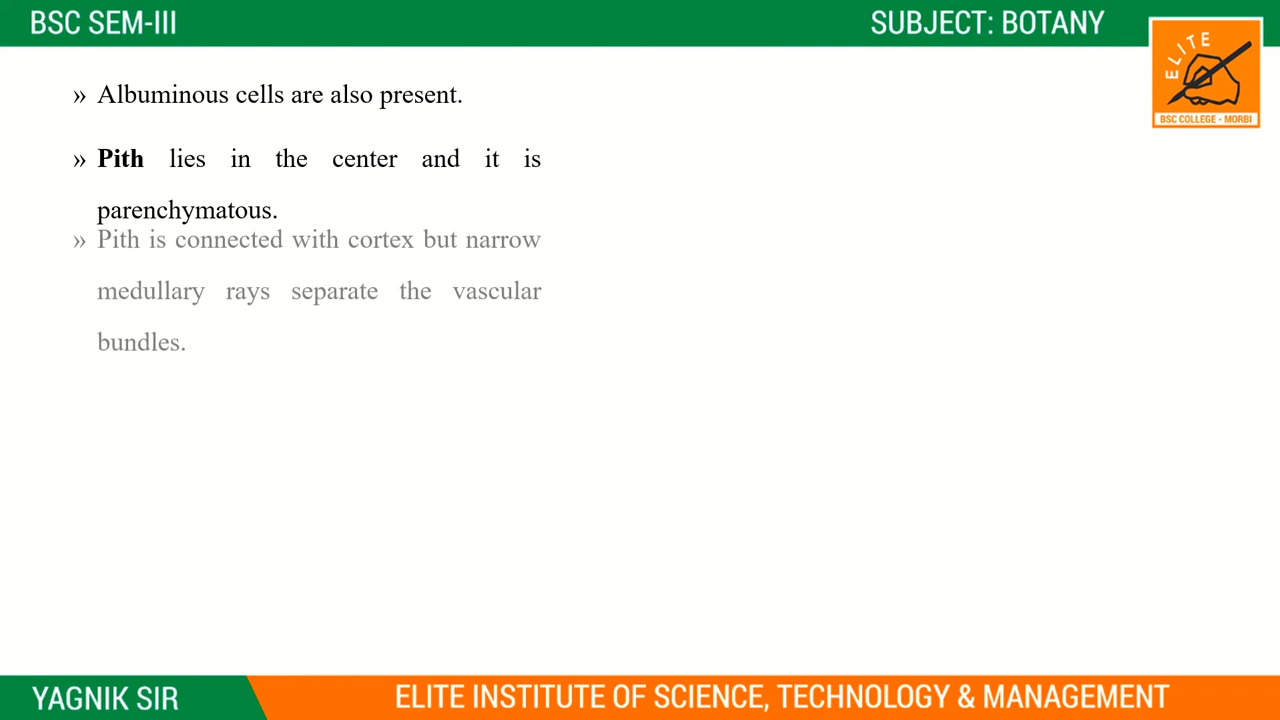 BSC SEM-III
SUBJECT: BOTANY
ELITE
BSC COLLEGE - MORBI
» Albuminous cells are also present.
» Pith lies in the center and it is
parenchymatous.
» Pith is connected with cortex but narrow
medullary rays separate the vascular
bundles.
YAGNIK SIR
ELITE INSTITUTE OF SCIENCE, TECHNOLOGY & MANAGEMENT